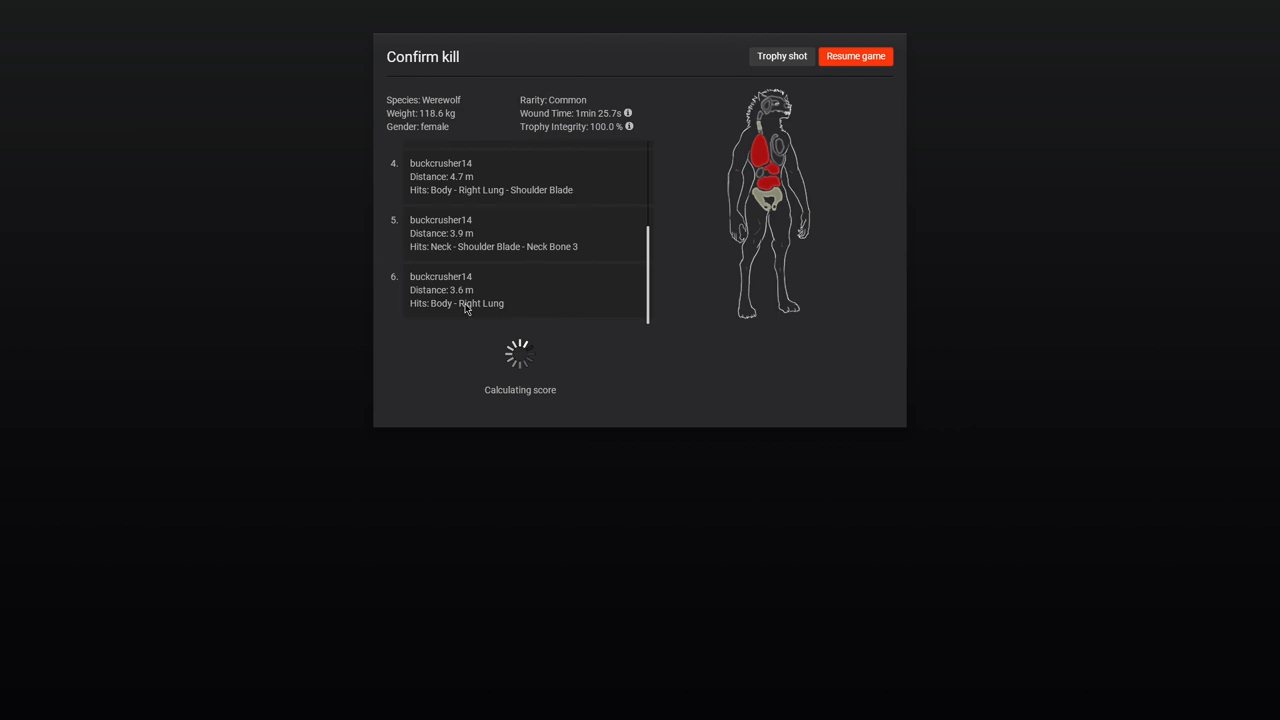 Confirm kill
Trophy shot
Resume game
Species: Werewolf
Rarity: Common
Weight: 118.6 kg
Wound Time: 1min 25.7s
Gender: female
Trophy Integrity: 100.0 %
4.
buckcrusher14
Distance: 4.7 m
Hits: Body - Right Lung - Shoulder Blade
5.
buckcrusher14
Distance: 3.9 m
Hits: Neck - Shoulder Blade - Neck Bone 3
6.
buckcrusher14
Distance: 3.6 m
Hits: Body - Right Lung
Calculating score